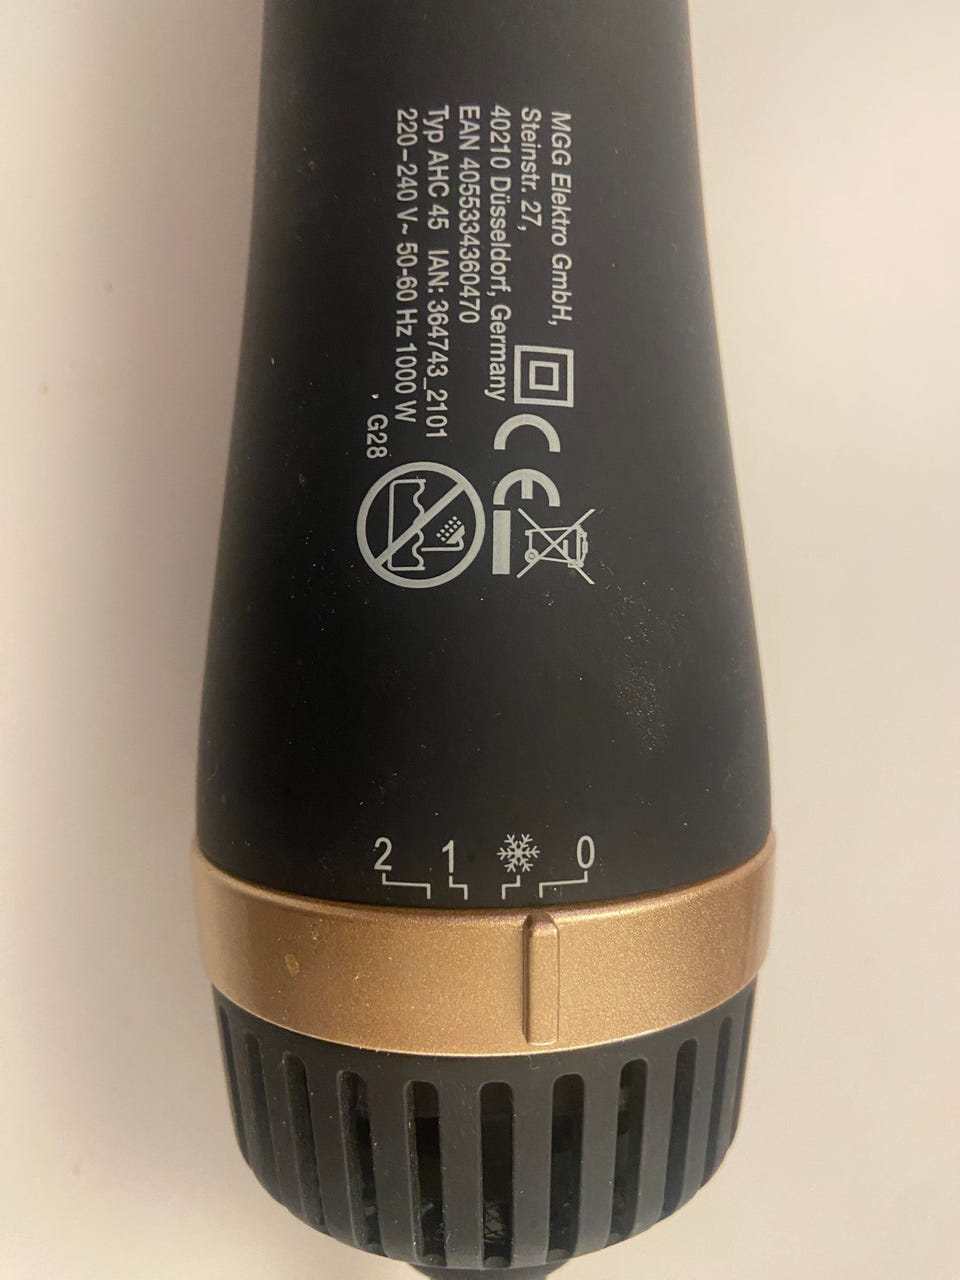 MGG Elektro GmbH,
Steinstr. 27,
40210 Düsseldorf, Germany
EAN 4055334360470
Typ AHC 45 IAN: 364743_2101
220–240 V~ 50-60 Hz 1000 W
G28
CE
2 1 0